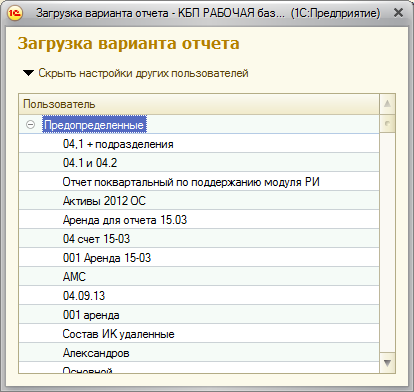 Загрузка варианта отчета - КБП РАБОЧАЯ баз... (1С:Предприятие)
Загрузка варианта отчета
Скрыть настройки других пользователей
Пользователь
Предопределенные
04,1 + подразделения
04.1 и 04.2
Отчет поквартальный по поддержанию модуля РИ
Активы 2012 ОС
Аренда для отчета 15.03
04 счет 15-03
001 Аренда 15-03
АМС
04.09.13
001 аренда
Состав ИК удаленные
Александров
Основной